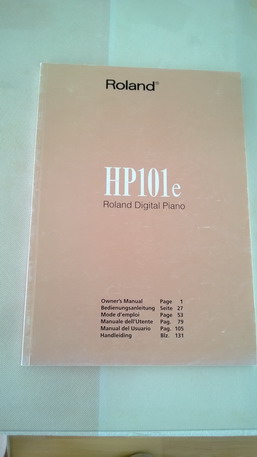 Roland®
HP101e
Roland Digital Piano
Owner's Manual Page 1
Bedienungsanleitung Seite 27
Mode d'emploi Page 53
Manuale dell'Utente Pag. 79
Manual del Usuario Pag. 105
Handleiding Blz. 131